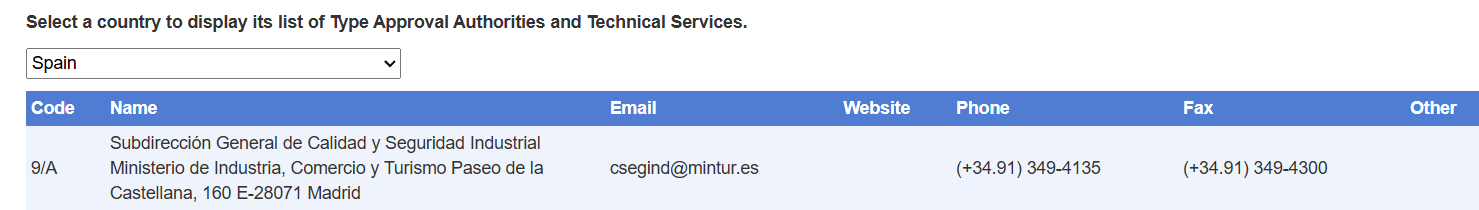 Select a country to display its list of Type Approval Authorities and Technical Services.
Spain
Code Name Email Website Phone Fax Other
Subdirección General de Calidad y Seguridad Industrial
9/A Ministerio de Industria, Comercio y Turismo Paseo de la csegind@mintur.es (+34.91) 349-4135 (+34.91) 349-4300
Castellana, 160 E-28071 Madrid